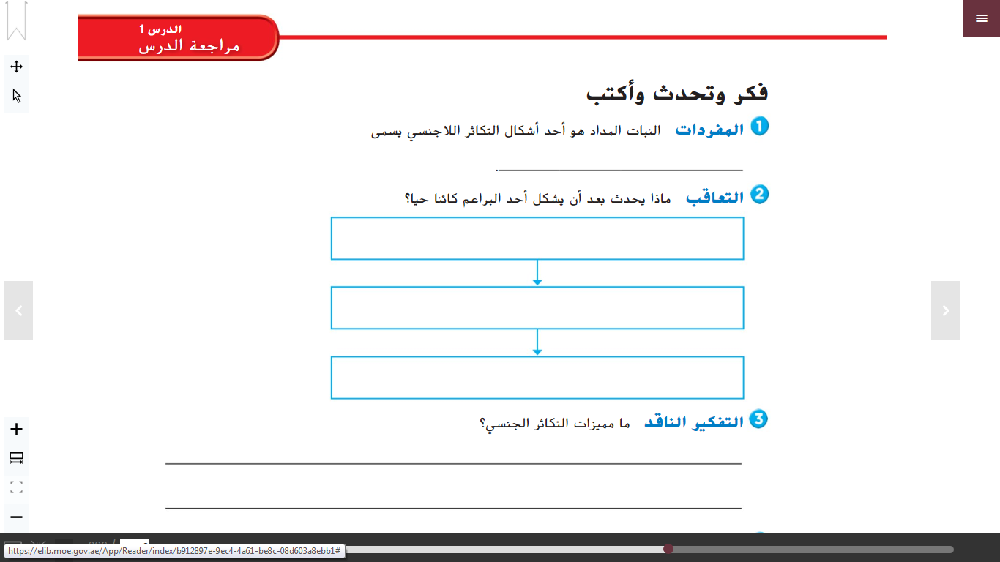 الدرس 1
مراجعة الدرس
فكر وتحدث وأكتب
1 المفردات النبات المداد هو أحد أشكال التكاثر اللاجنسي يسمى
.
2 التعاقب ماذا يحدث بعد أن يشكل أحد البراعم كائنا حيا؟
3 التفكير الناقد ما مميزات التكاثر الجنسي؟
https://elib.moe.gov.ae/App/Reader/index/b912897e-9ec4-4a61-be8c-08d603a8ebb1#